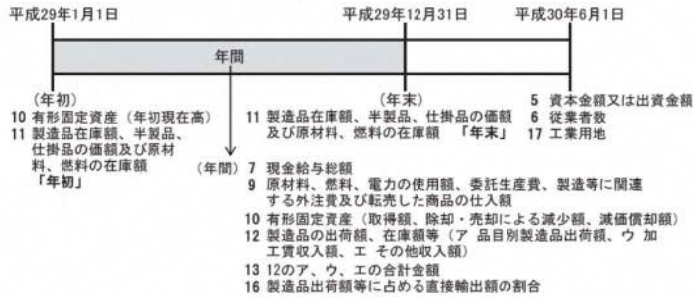 平成29年1月1日
平成29年12月31日
平成30年6月1日
年間
(年初)
10 有形固定資産(年初現在高)
11 製造品在庫額、半製品、
仕掛品の価額及び原材
料、燃料の在庫額
「年初」
(年末)
11 製造品在庫額、半製品、仕掛品の価額
及び原材料、燃料の在庫額 「年末」
5 資本金額又は出資金額
6 従業者数
17 工業用地
(年間) 7 現金給与総額
9 原材料、燃料、電力の使用額、委託生産費、製造等に関連
する外注費及び転売した商品の仕入額
10 有形固定資産(取得額、除却・売却による減少額、減価償却額)
12 製造品の出荷額、在庫額等(ア 品目別製造品出荷額、ウ 加
工賃収入額、エ その他収入額)
13 12のア、ウ、エの合計金額
16 製造品出荷額等に占める直接輸出額の割合